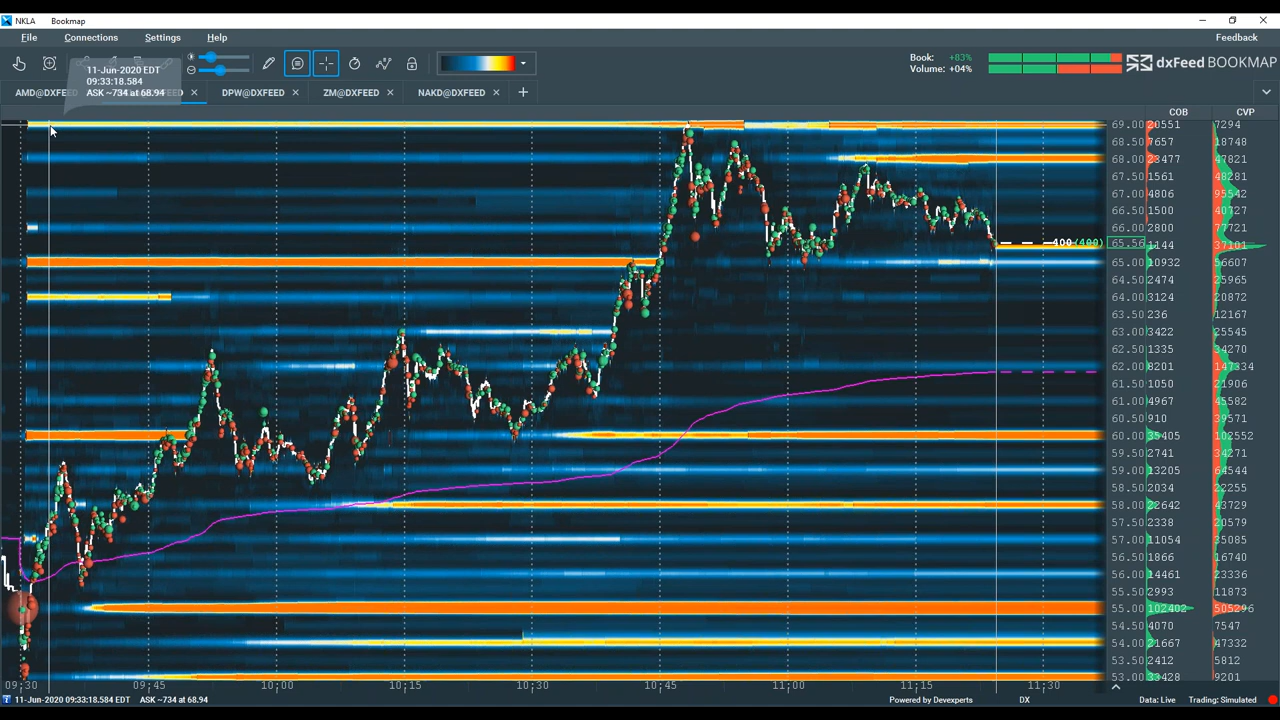 NKLA Bookmap
File Connections Settings Help Feedback
11-Jun-2020 EDT
09:33:18.584
ASK ~734 at 68.94
Book: +83%
Volume: +04%
dxFeed BOOKMAP
AMD@DXFEED DPW@DXFEED ZM@DXFEED NAKD@DXFEED
COB CVP
69.00 20551 7294
68.50 7657 18748
68.00 23477 47821
67.50 1561 48281
67.00 4806 95542
66.50 1500 40727
66.00 2800 77721
400(400) 65.56 1144 37101
65.00 10932 56607
64.50 2474 25965
64.00 3124 20872
63.50 236 12167
63.00 3422 25545
62.50 1335 34270
62.00 8201 147334
61.50 1050 21906
61.00 4967 45582
60.50 910 39571
60.00 35405 102552
59.50 2741 34271
59.00 13205 64544
58.50 2034 22255
58.00 22642 43729
57.50 2338 20579
57.00 11054 35085
56.50 1866 16740
56.00 14461 23336
55.50 2993 11873
55.00 102402 505296
54.50 4070 7547
54.00 21667 47332
53.50 2412 5812
53.00 33428 9201
09:30 09:45 10:00 10:15 10:30 10:45 11:00 11:15 11:30
11-Jun-2020 09:33:18.584 EDT ASK ~734 at 68.94 Powered by Devexperts DX Data: Live Trading: Simulated